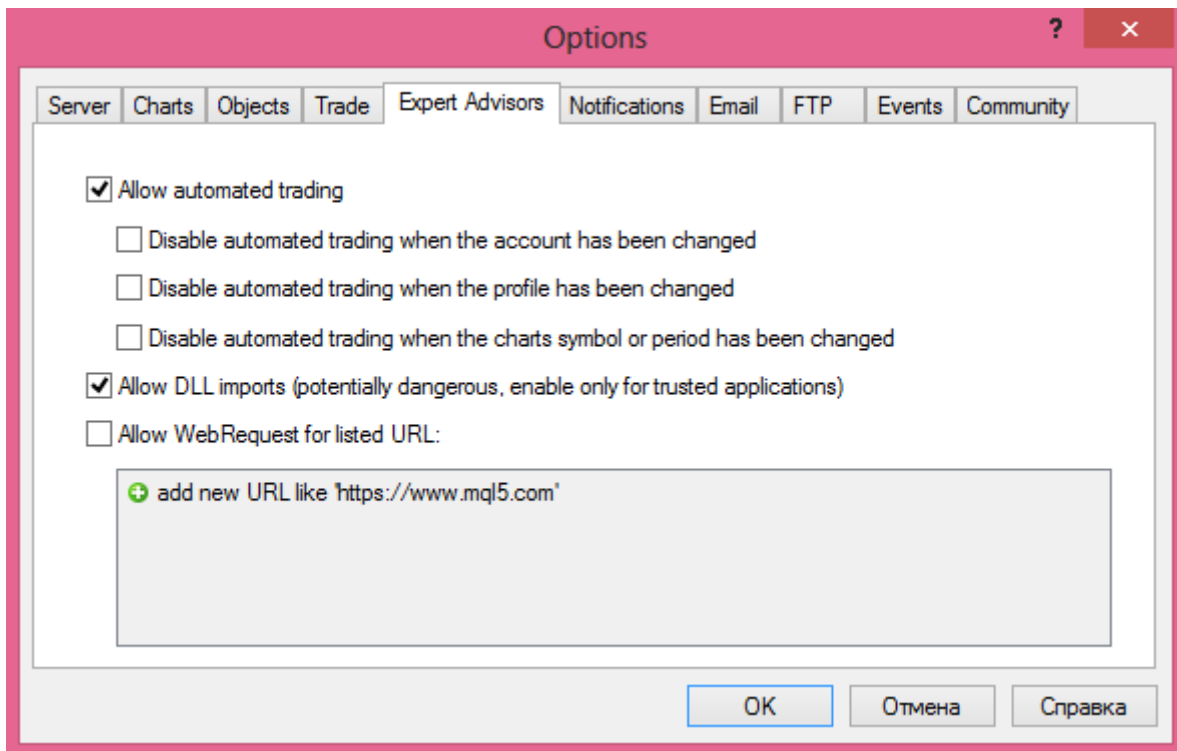 Options
?
×
Server Charts Objects Trade Expert Advisors Notifications Email FTP Events Community
Allow automated trading
Disable automated trading when the account has been changed
Disable automated trading when the profile has been changed
Disable automated trading when the charts symbol or period has been changed
Allow DLL imports (potentially dangerous, enable only for trusted applications)
Allow WebRequest for listed URL:
add new URL like 'https://www.mql5.com'
OK Отмена Справка